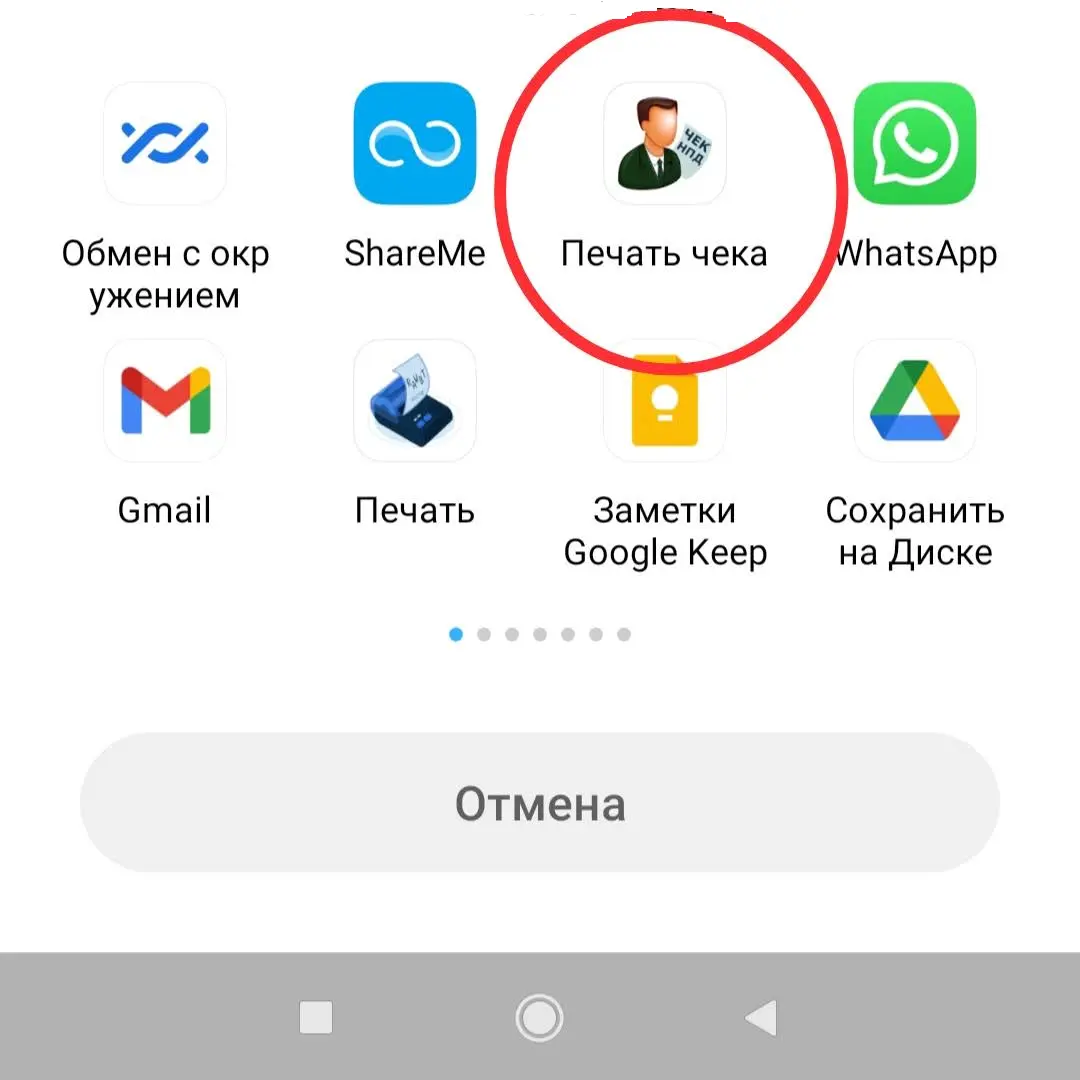 ЧЕК
НПД
Обмен с окр
ужением
ShareMe
Печать чека
WhatsApp
Gmail
Печать
Заметки
Google Keep
Сохранить
на Диске
Отмена